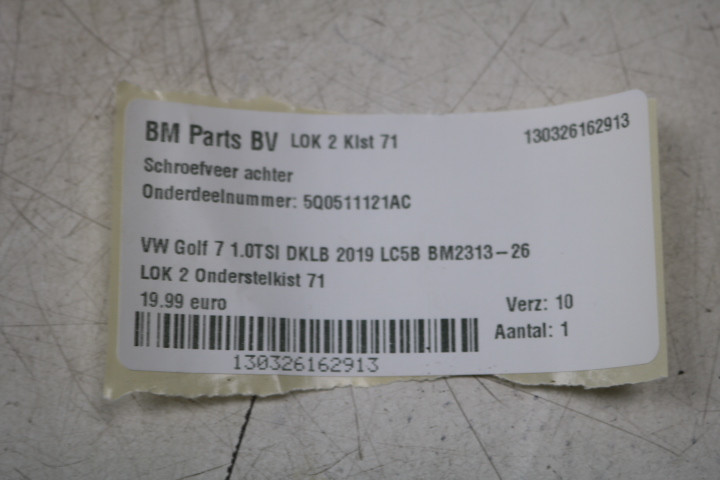 BM Parts BV LOK 2 Klst 71 130326162913
Schroefveer achter
Onderdeelnummer: 5Q0511121AC
VW Golf 7 1.0TSI DKLB 2019 LC5B BM2313-26
LOK 2 Onderstelkist 71
19.99 euro Verz: 10
Aantal: 1
130326162913